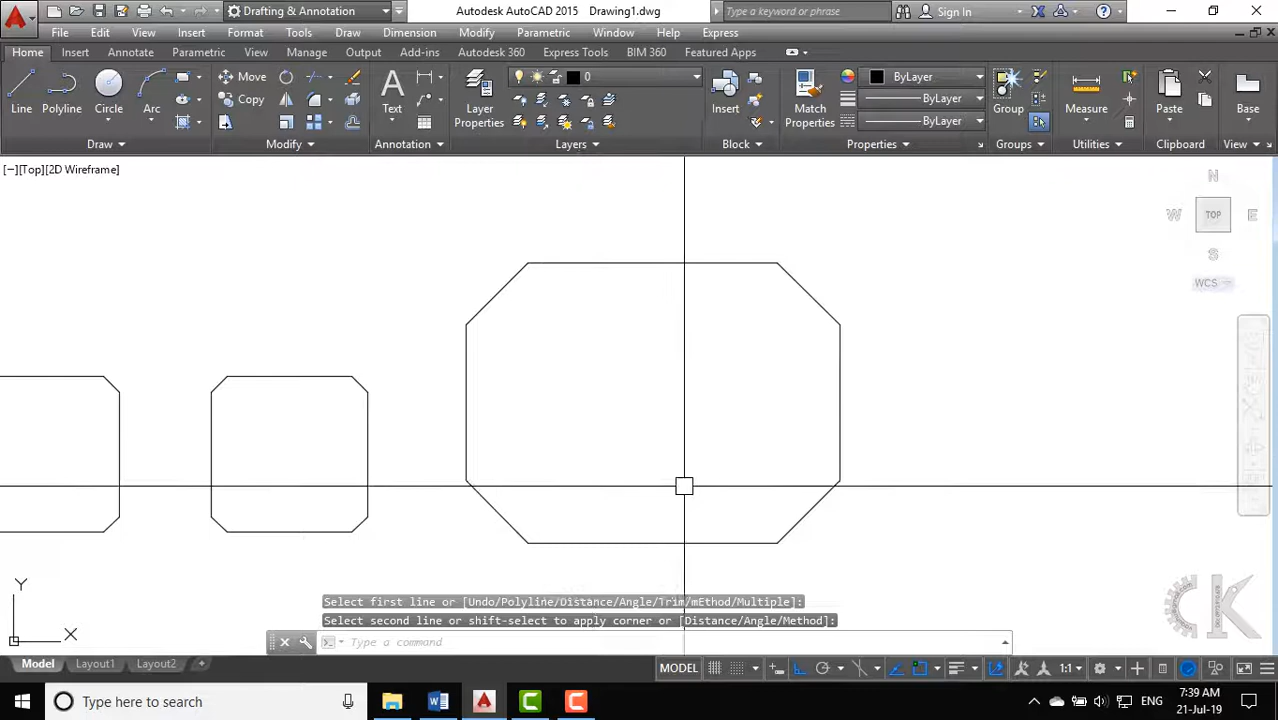 Drafting & Annotation
Autodesk AutoCAD 2015 Drawing1.dwg
Type a keyword or phrase
Sign In
File Edit View Insert Format Tools Draw Dimension Modify Parametric Window Help Express
Home Insert Annotation Parametric View Manage Output Add-ins Autodesk 360 Express Tools BIM 360 Featured Apps
Line Polyline Circle Arc
Move
Copy
Text
Layer
Properties
0
Insert
Match
Properties
ByLayer
ByLayer
ByLayer
Group
Measure
Paste
Base
Draw Modify Annotation Layers Block Properties Groups Utilities Clipboard View
[−][Top][2D Wireframe]
N
W TOP E
S
WCS
Y
X
Select first line or [Undo/Polyline/Distance/Angle/Trim/mEthod/Multiple]:
Select second line or shift-select to apply corner or [Distance/Angle/Method]:
Type a command
Model Layout1 Layout2
MODEL
1:1
Type here to search
ENG
7:39 AM
21-Jul-19